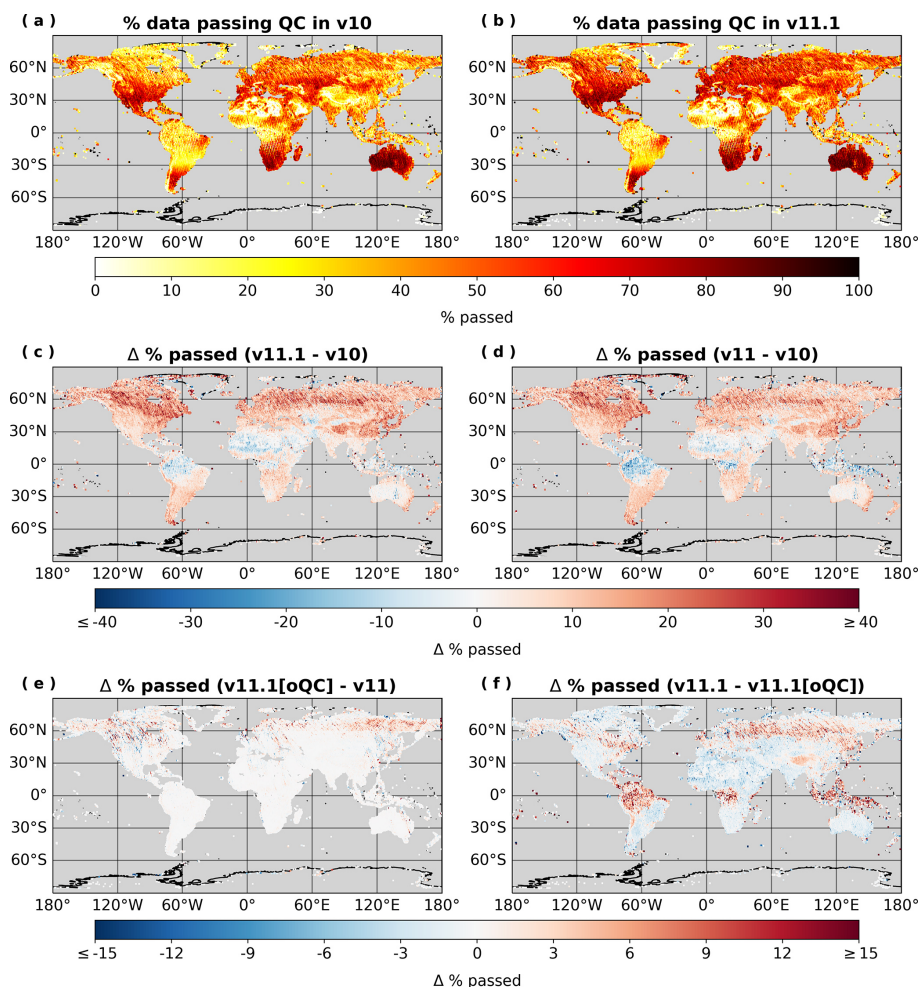 ( a ) % data passing QC in v10
( b ) % data passing QC in v11.1
60°N
30°N
0°
30°S
60°S
180° 120°W 60°W 0° 60°E 120°E 180°
60°N
30°N
0°
30°S
60°S
180° 120°W 60°W 0° 60°E 120°E 180°
0 10 20 30 40 50 60 70 80 90 100
% passed
( c ) Δ % passed (v11.1 - v10)
( d ) Δ % passed (v11 - v10)
60°N
30°N
0°
30°S
60°S
180° 120°W 60°W 0° 60°E 120°E 180°
60°N
30°N
0°
30°S
60°S
180° 120°W 60°W 0° 60°E 120°E 180°
≤-40 -30 -20 -10 0 10 20 30 ≥40
Δ % passed
( e ) Δ % passed (v11.1[oQC] - v11)
( f ) Δ % passed (v11.1 - v11.1[oQC])
60°N
30°N
0°
30°S
60°S
180° 120°W 60°W 0° 60°E 120°E 180°
60°N
30°N
0°
30°S
60°S
180° 120°W 60°W 0° 60°E 120°E 180°
≤-15 -12 -9 -6 -3 0 3 6 9 12 ≥15
Δ % passed